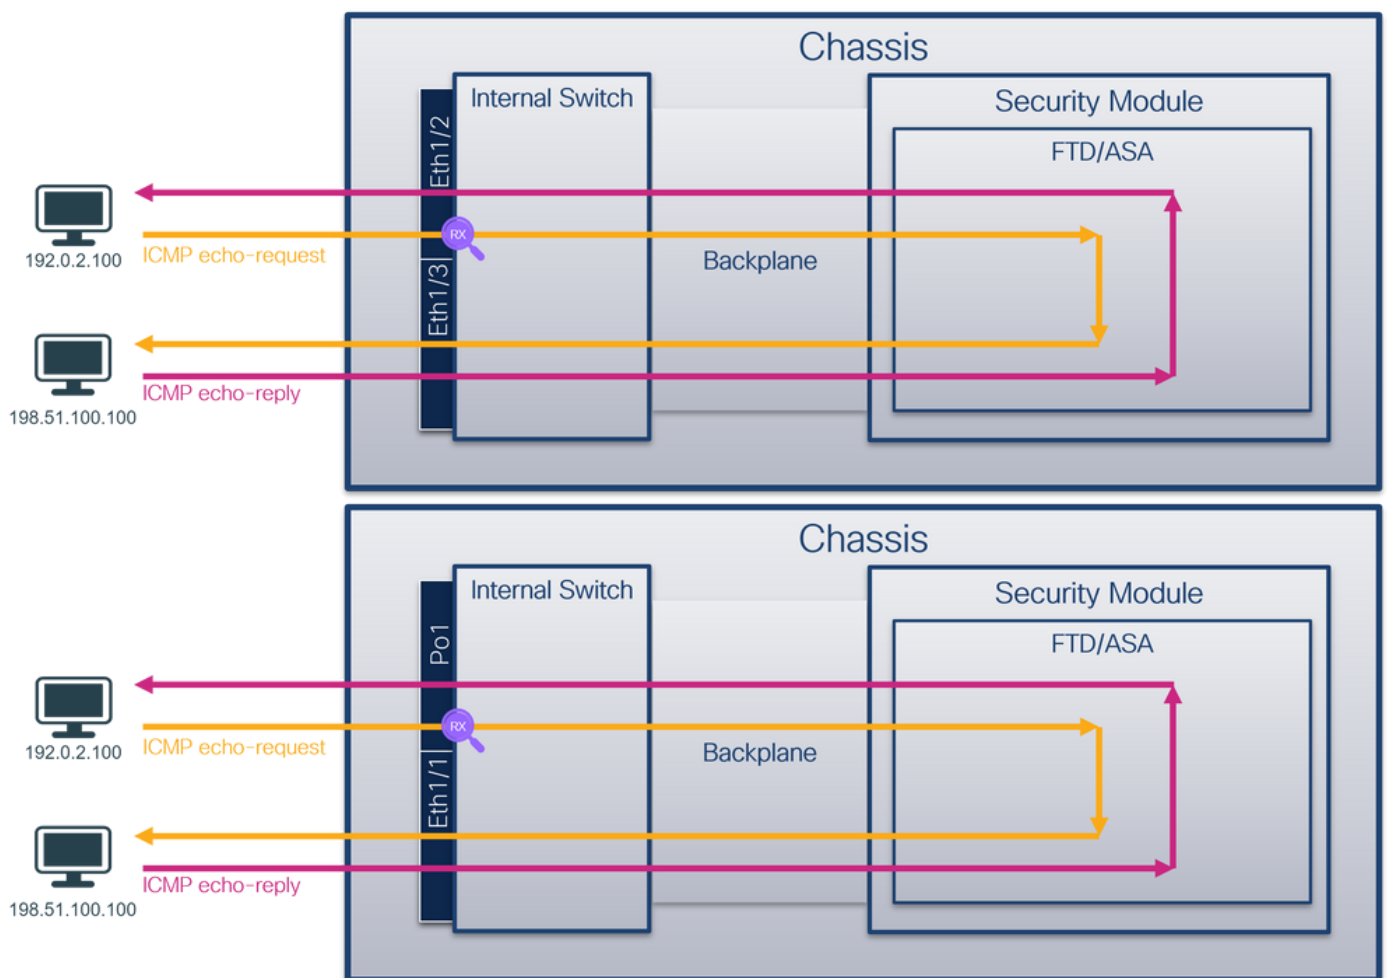 Chassis
Internal Switch
Security Module
FTD/ASA
Eth1/2
RX
192.0.2.100
ICMP echo-request
Backplane
Eth1/3
ICMP echo-reply
198.51.100.100
Chassis
Internal Switch
Security Module
FTD/ASA
Po1
RX
192.0.2.100
ICMP echo-request
Backplane
Eth1/1
ICMP echo-reply
198.51.100.100